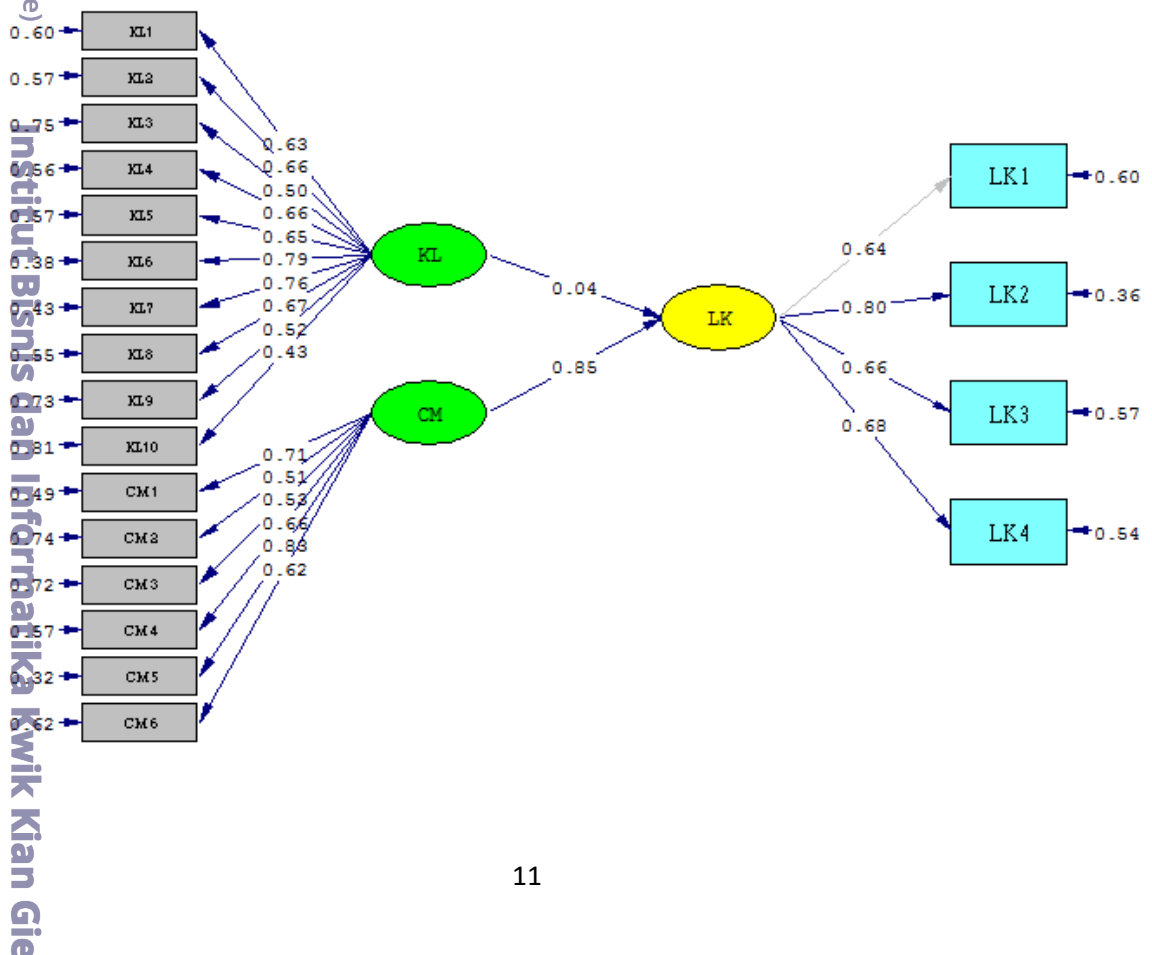 0.60 KL1
0.57 KL2
0.75 KL3
0.56 KL4
0.57 KL5
0.38 KL6
0.43 KL7
0.55 KL8
0.73 KL9
0.81 KL10
0.49 CM1
0.74 CM2
0.72 CM3
0.57 CM4
0.32 CM5
0.62 CM6
0.63
0.66
0.50
0.66
0.65
0.79
0.76
0.67
0.52
0.43
0.71
0.51
0.53
0.66
0.83
0.62
KL
CM
0.04
0.85
LK
0.64
0.80
0.66
0.68
LK1 0.60
LK2 0.36
LK3 0.57
LK4 0.54
Institut Bisnis dan Informatika Kwik Kian Gie
11